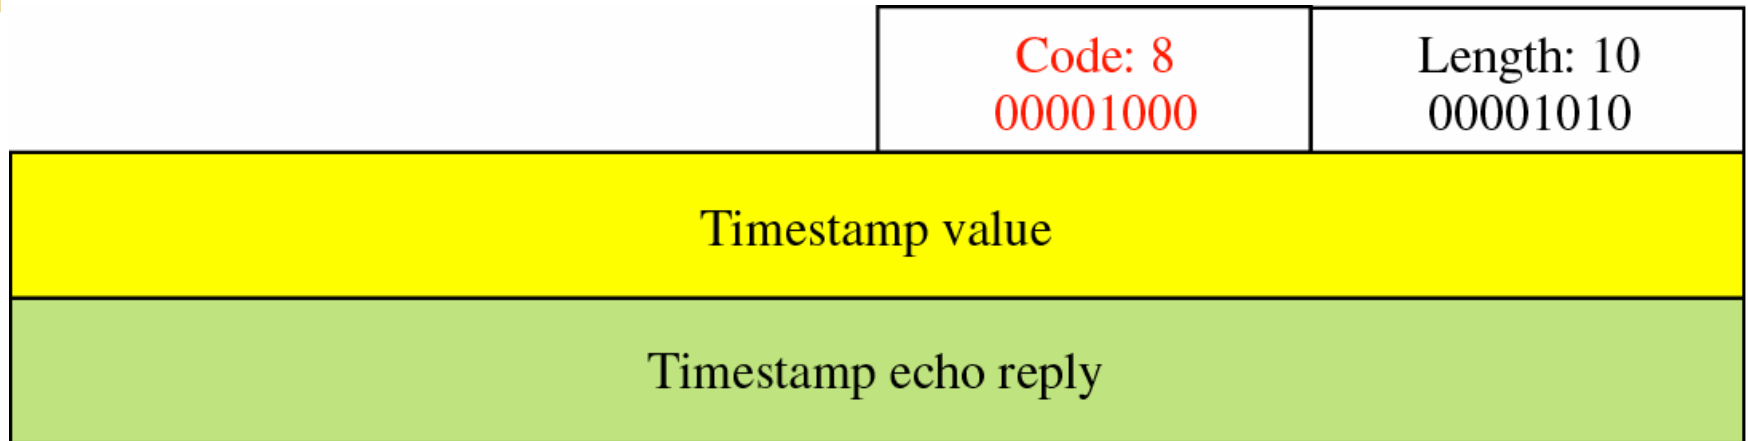 Code: 8
00001000
Length: 10
00001010
Timestamp value
Timestamp echo reply